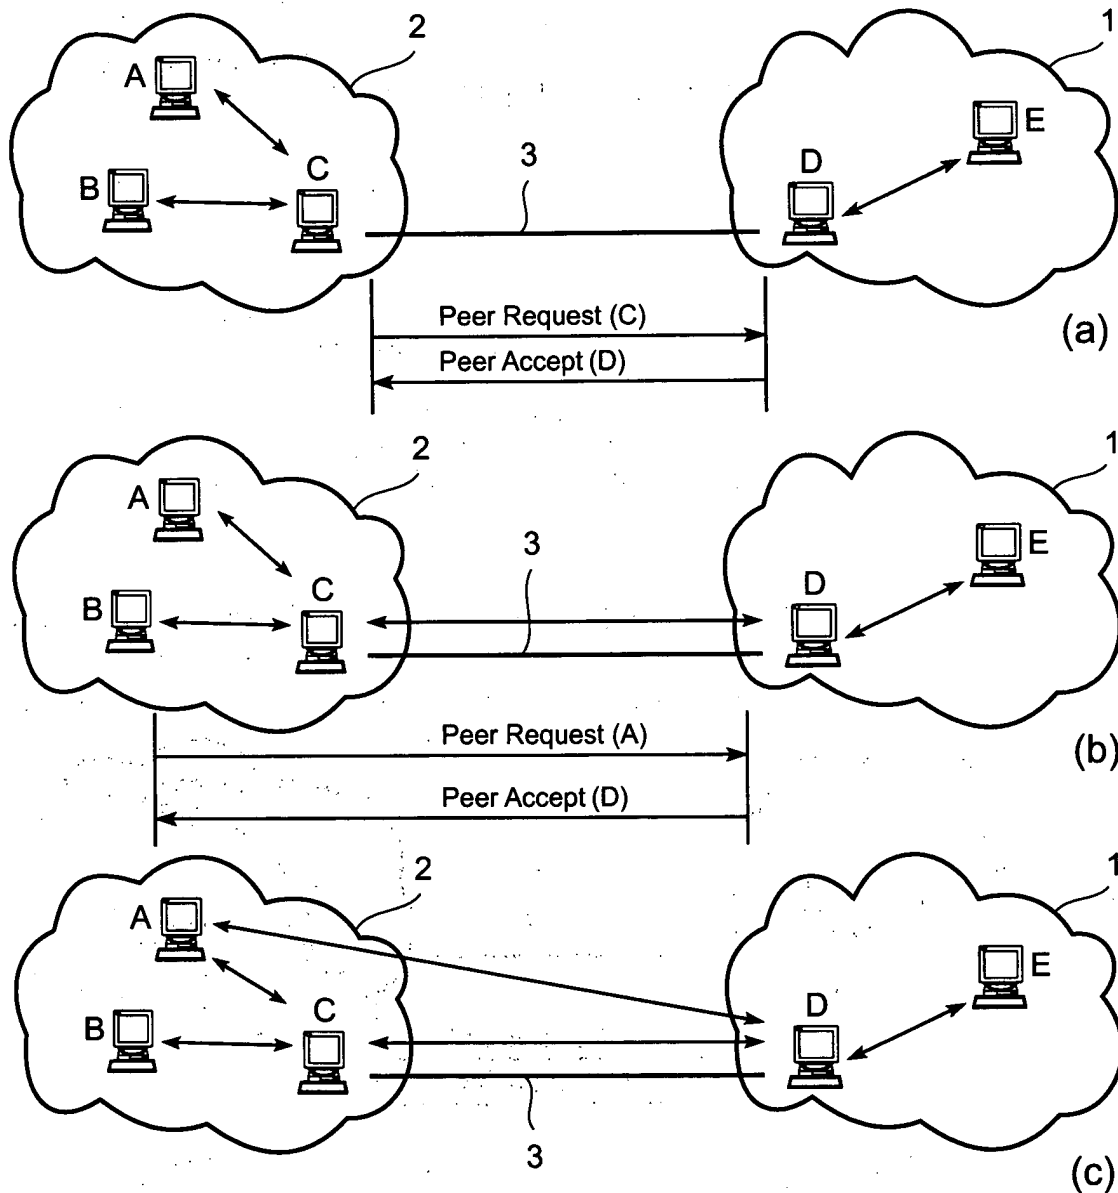 2
1
A
E
3
D
C
B
Peer Request (C)
Peer Accept (D)
(a)
2
1
A
E
3
D
C
B
Peer Request (A)
Peer Accept (D)
(b)
2
1
A
E
D
C
B
3
(c)